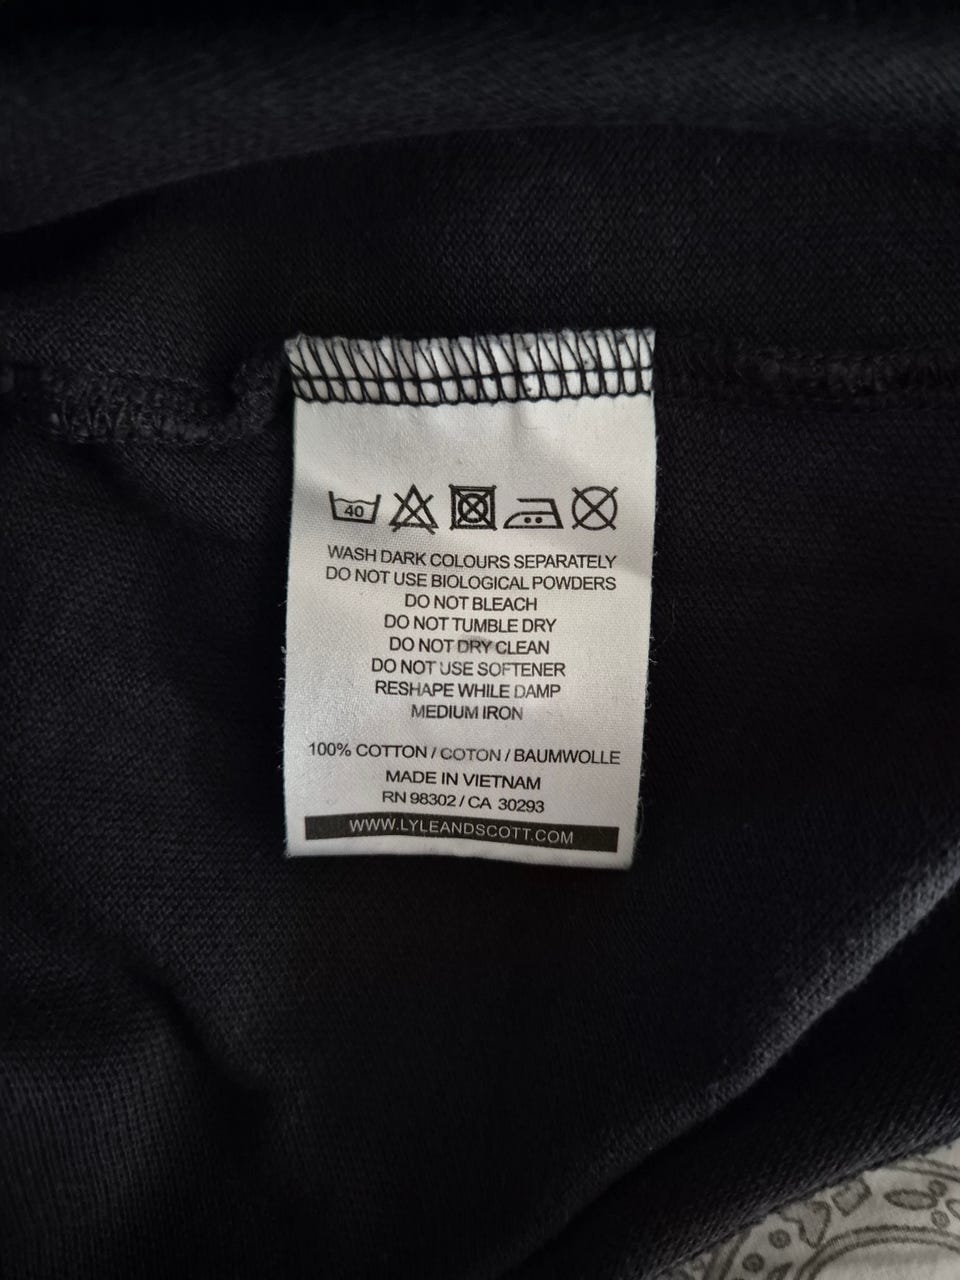 40
WASH DARK COLOURS SEPARATELY
DO NOT USE BIOLOGICAL POWDERS
DO NOT BLEACH
DO NOT TUMBLE DRY
DO NOT DRY CLEAN
DO NOT USE SOFTENER
RESHAPE WHILE DAMP
MEDIUM IRON
100% COTTON / COTON / BAUMWOLLE
MADE IN VIETNAM
RN 98302 / CA 30293
WWW.LYLEANDSCOTT.COM